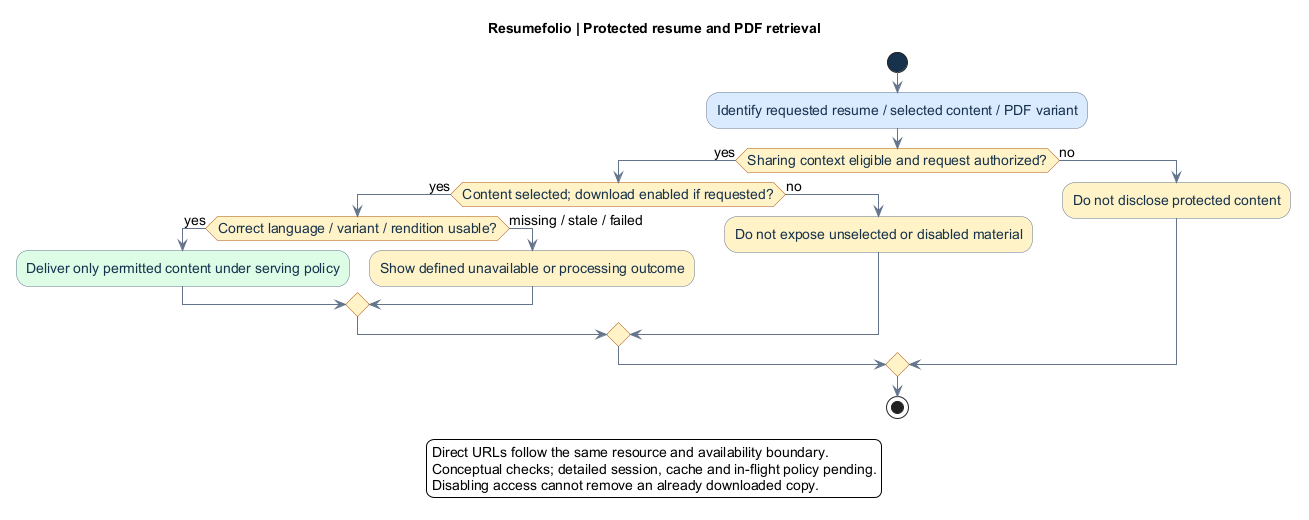 Resumefolio | Protected resume and PDF retrieval
Identify requested resume / selected content / PDF variant
yes
Sharing context eligible and request authorized?
no
yes
Content selected; download enabled if requested?
no
Do not disclose protected content
yes
Correct language / variant / rendition usable?
missing / stale / failed
Do not expose unselected or disabled material
Deliver only permitted content under serving policy
Show defined unavailable or processing outcome
Direct URLs follow the same resource and availability boundary.
Conceptual checks; detailed session, cache and in-flight policy pending.
Disabling access cannot remove an already downloaded copy.